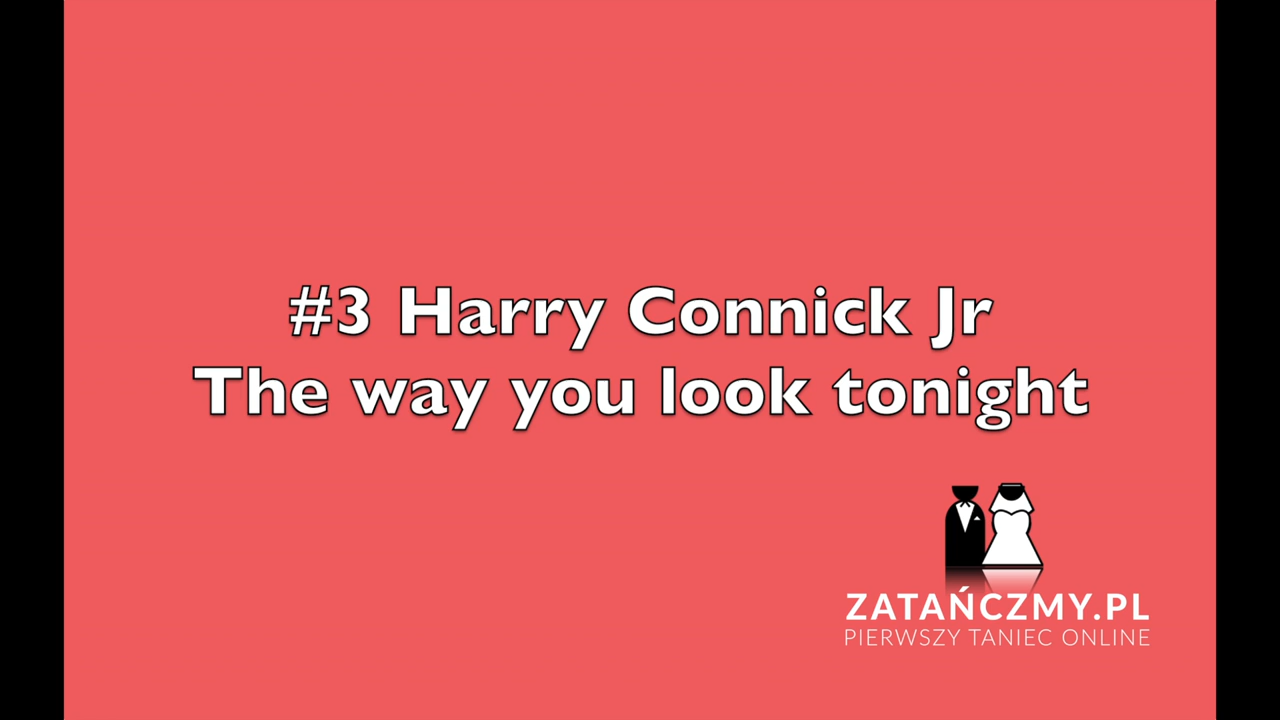 #3 Harry Connick Jr
The way you look tonight
ZATAŃCZMY.PL
PIERWSZY TANIEC ONLINE